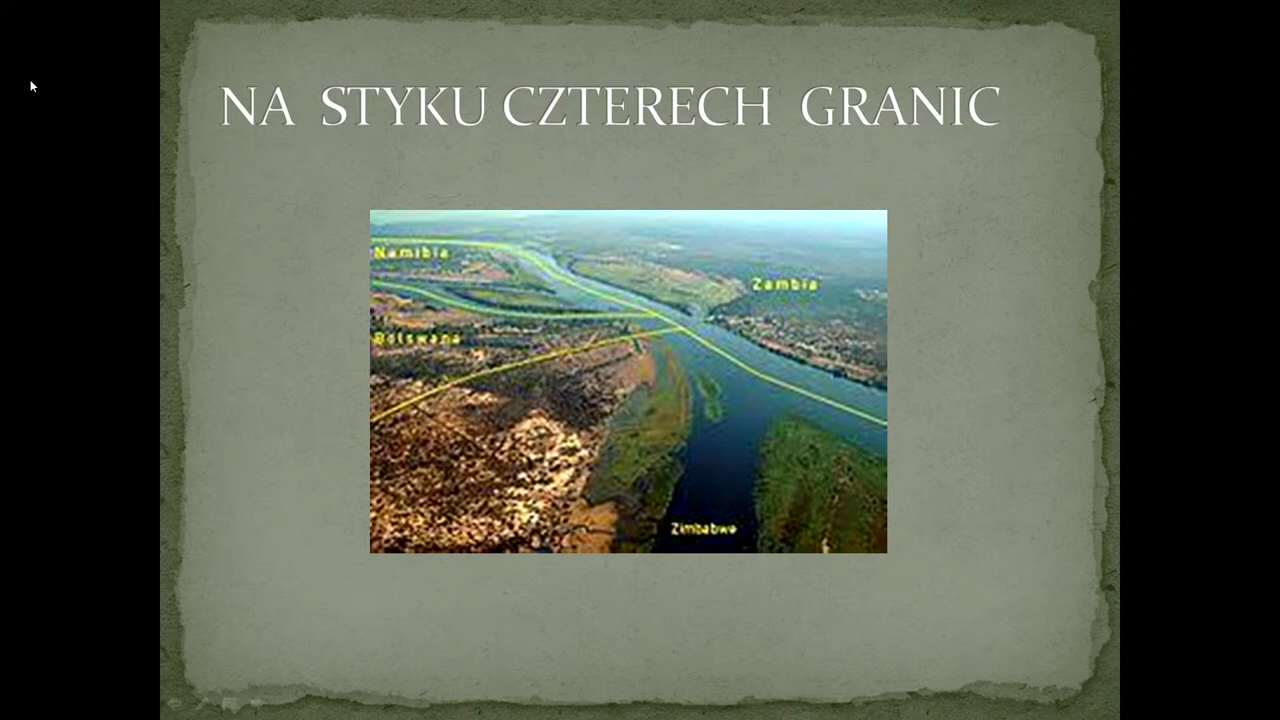 NA STYKU CZTERECH GRANIC
Namibia
Zambia
Botswana
Zimbabwe